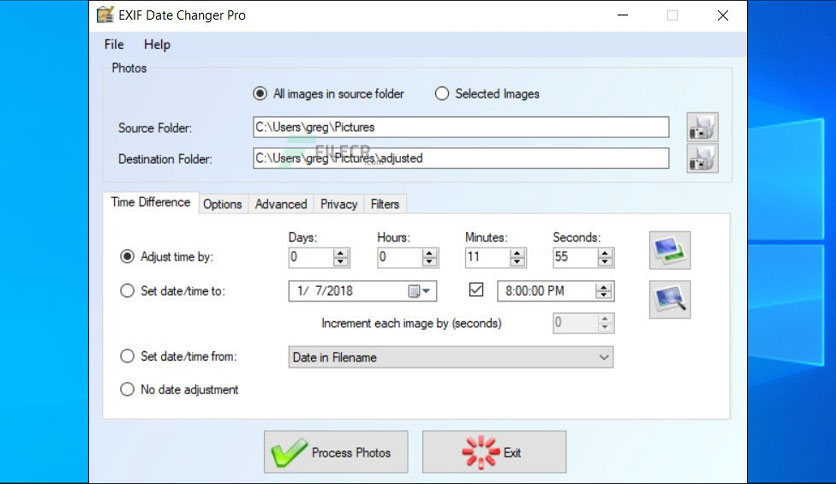 EXIF Date Changer Pro
File Help
Photos
All images in source folder Selected Images
Source Folder: C:\Users\greg\Pictures
Destination Folder: C:\Users\greg\Pictures\adjusted
FILECR
.com
Time Difference Options Advanced Privacy Filters
Days: Hours: Minutes: Seconds:
Adjust time by: 0 0 11 55
Set date/time to: 1/ 7/2018 8:00:00 PM
Increment each image by (seconds) 0
Set date/time from: Date in Filename
No date adjustment
Process Photos Exit